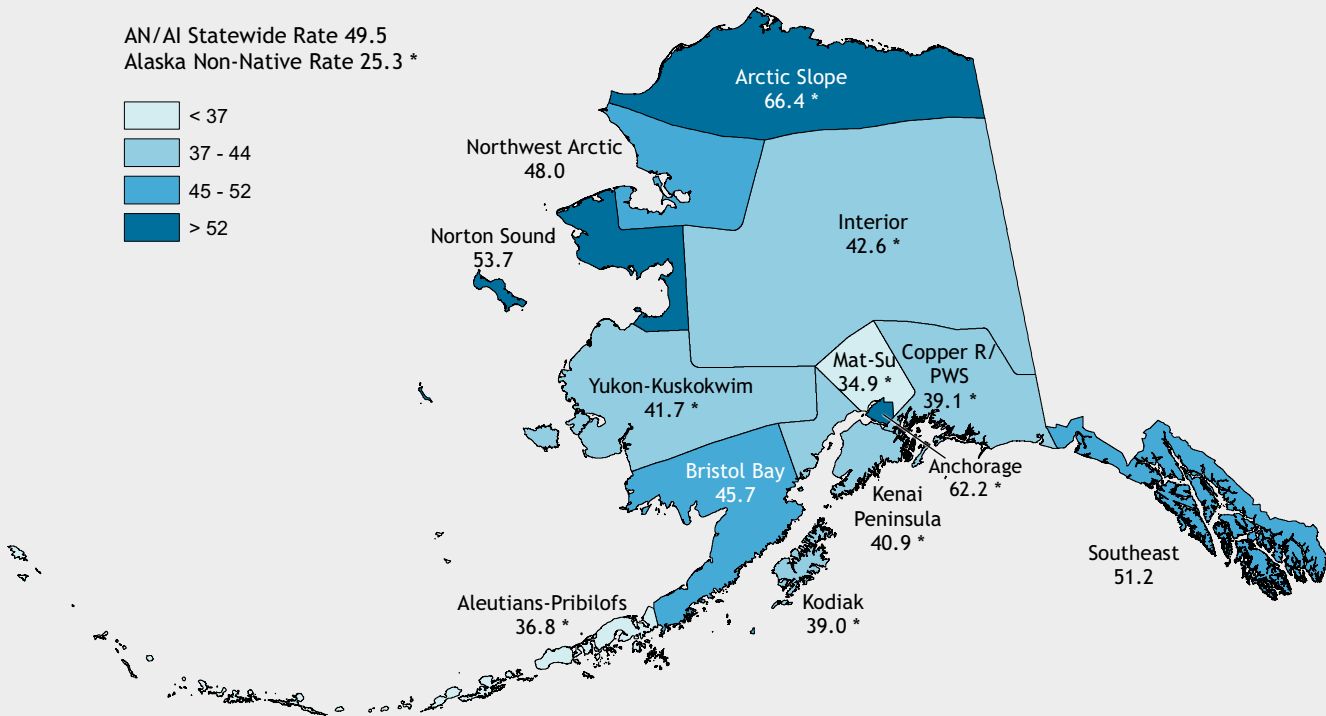 AN/AI Statewide Rate 49.5
Alaska Non-Native Rate 25.3 *
< 37
37 - 44
45 - 52
> 52
Arctic Slope
66.4 *
Northwest Arctic
48.0
Interior
42.6 *
Norton Sound
53.7
Mat-Su
34.9 *
Copper R/
PWS
39.1 *
Yukon-Kuskokwim
41.7 *
Anchorage
62.2 *
Bristol Bay
45.7
Kenai
Peninsula
40.9 *
Southeast
51.2
Aleutians-Pribilofs
36.8 *
Kodiak
39.0 *